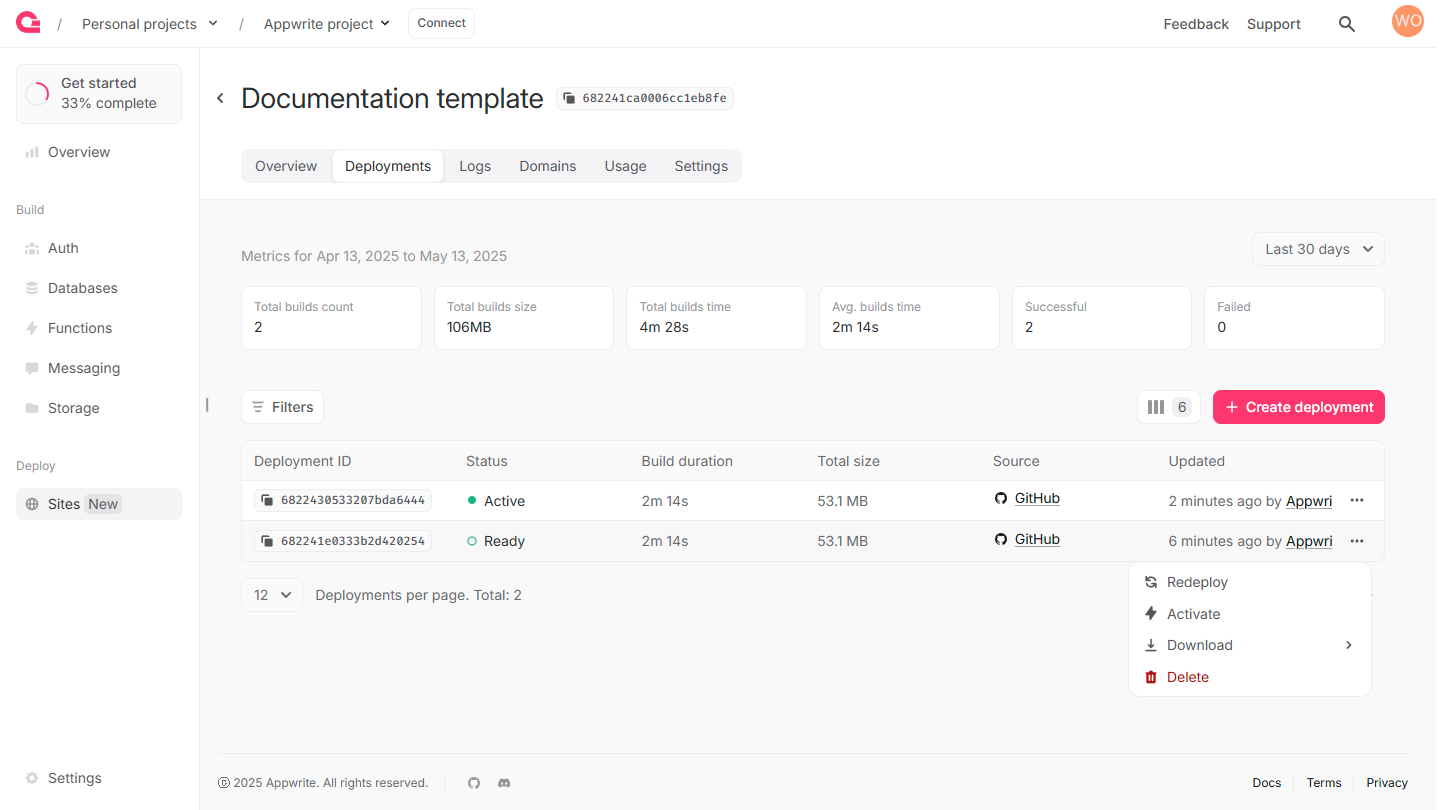 / Personal projects / Appwrite project Connect Feedback Support WO
Get started
33% complete
Overview
Build
Auth
Databases
Functions
Messaging
Storage
Deploy
Sites New
Settings
Documentation template 682241ca0006cc1eb8fe
Overview Deployments Logs Domains Usage Settings
Metrics for Apr 13, 2025 to May 13, 2025 Last 30 days
Total builds count Total builds size Total builds time Avg. builds time Successful Failed
2 106MB 4m 28s 2m 14s 2 0
Filters 6 + Create deployment
Deployment ID Status Build duration Total size Source Updated
6822430533207bda6444 Active 2m 14s 53.1 MB GitHub 2 minutes ago by Appwri
682241e0333b2d420254 Ready 2m 14s 53.1 MB GitHub 6 minutes ago by Appwri
12 Deployments per page. Total: 2
Redeploy
Activate
Download
Delete
2025 Appwrite. All rights reserved. Docs Terms Privacy